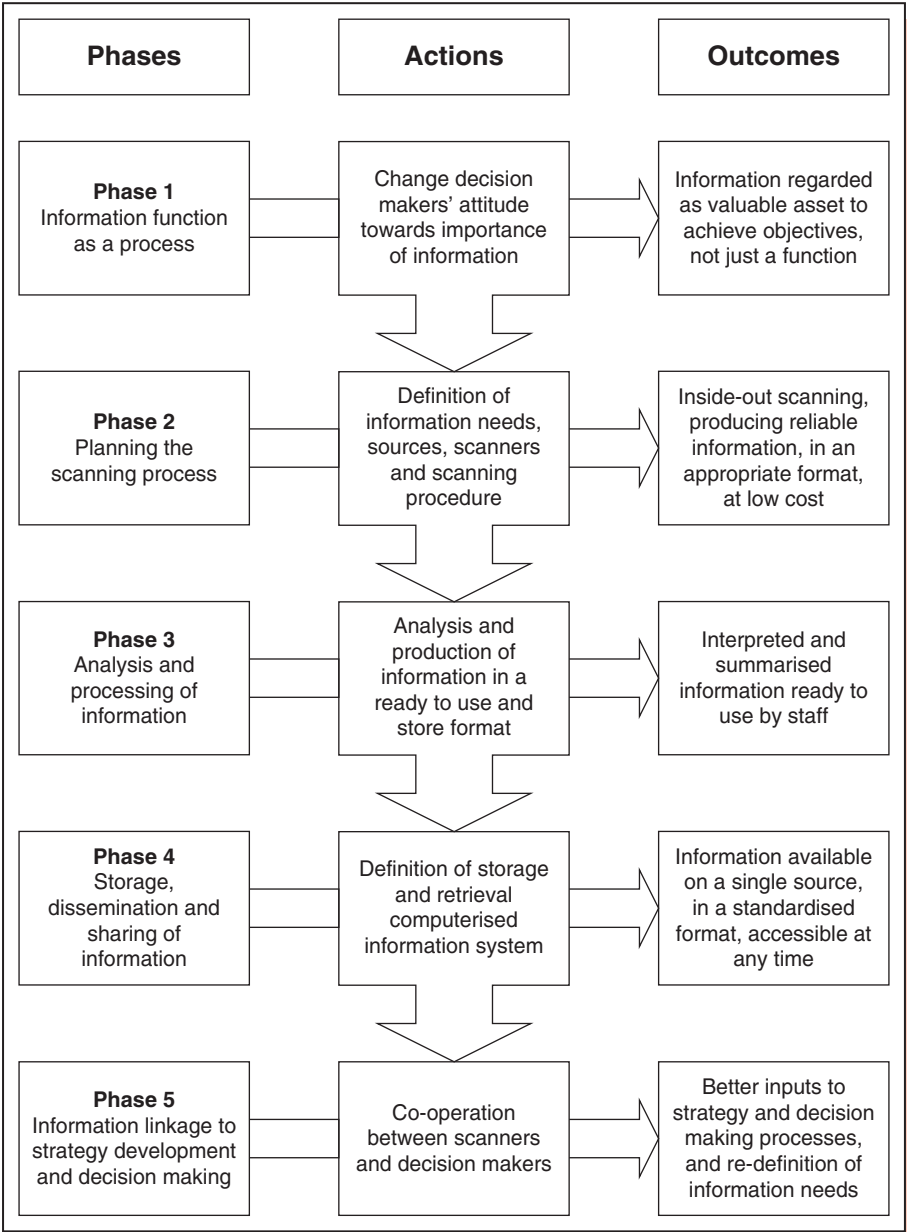 Phases
Actions
Outcomes
Phase 1
Information function
as a process
Change decision
makers' attitude
towards importance
of information
Information regarded
as valuable asset to
achieve objectives,
not just a function
Phase 2
Planning the
scanning process
Definition of
information needs,
sources, scanners
and scanning
procedure
Inside-out scanning,
producing reliable
information, in an
appropriate format,
at low cost
Phase 3
Analysis and
processing of
information
Analysis and
production of
information in a
ready to use and
store format
Interpreted and
summarised
information ready to
use by staff
Phase 4
Storage,
dissemination and
sharing of
information
Definition of storage
and retrieval
computerised
information system
Information available
on a single source,
in a standardised
format, accessible at
any time
Phase 5
Information linkage to
strategy development
and decision making
Co-operation
between scanners
and decision makers
Better inputs to
strategy and decision
making processes,
and re-definition of
information needs